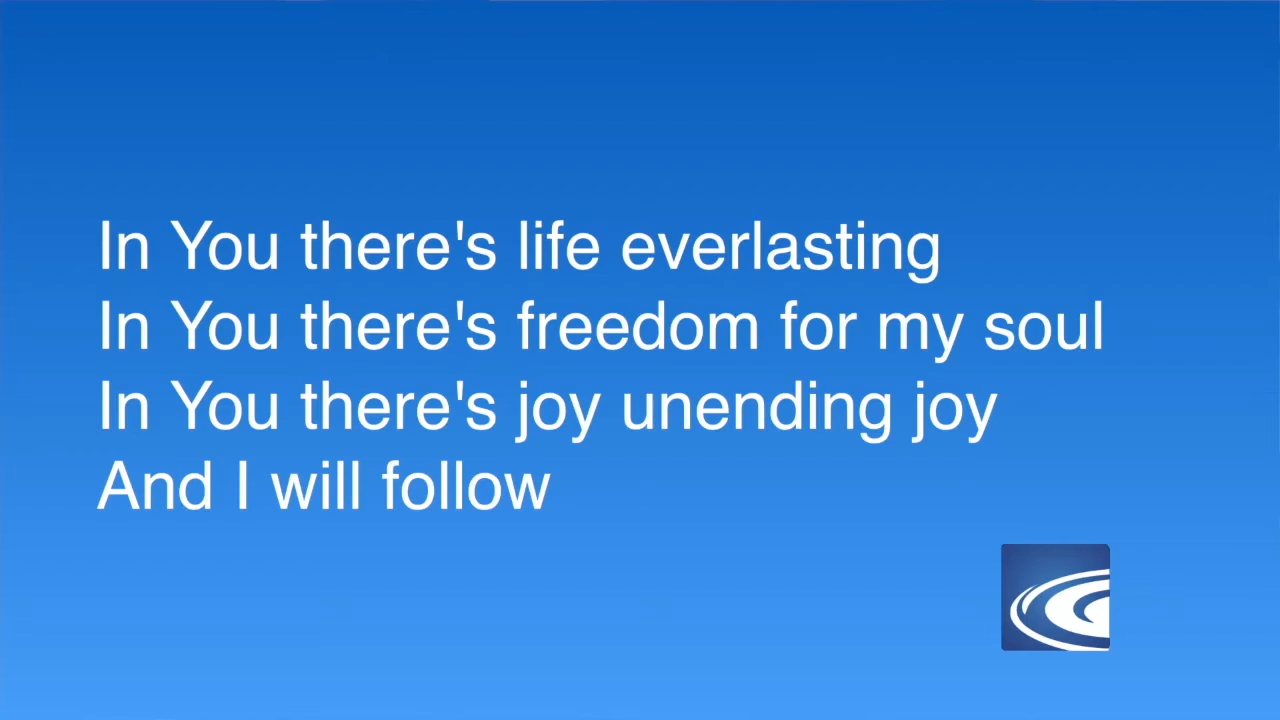 In You there's life everlasting
In You there's freedom for my soul
In You there's joy unending joy
And I will follow